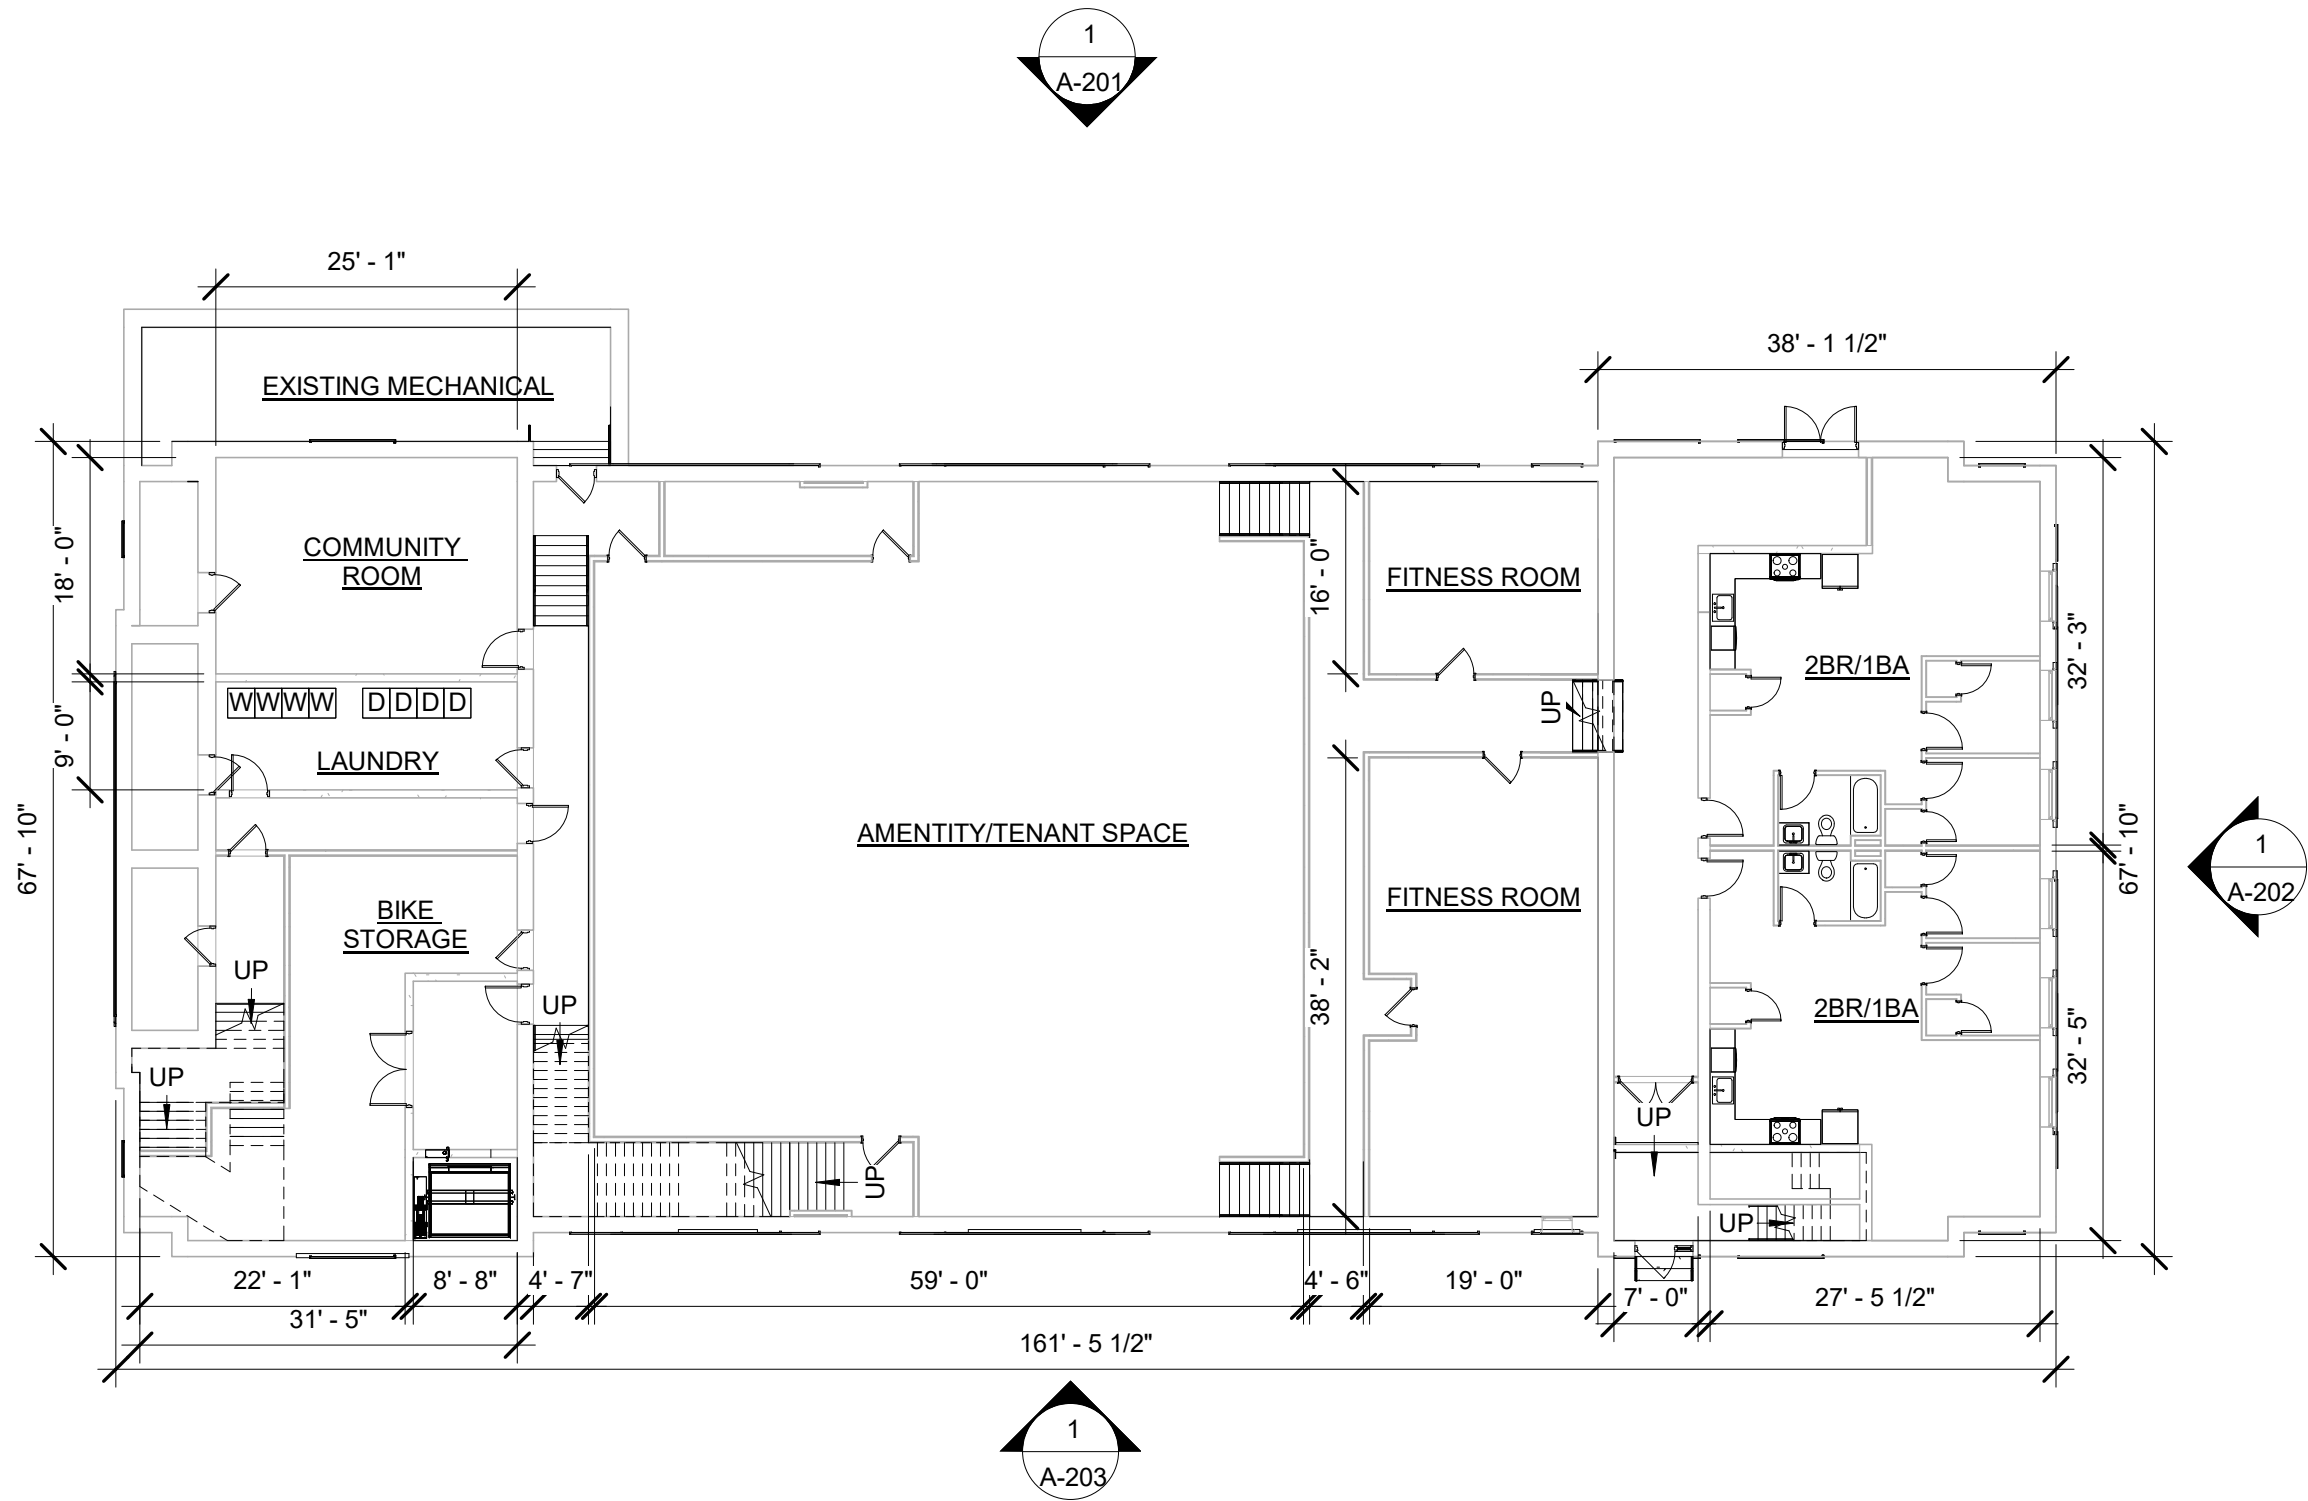 1
A-201
25' - 1"
38' - 1 1/2"
EXISTING MECHANICAL
COMMUNITY
ROOM
18' - 0"
16' - 0"
FITNESS ROOM
32' - 3"
2BR/1BA
WWWW DDDD
9' - 0"
LAUNDRY
UP
67' - 10"
AMENTITY/TENANT SPACE
67' - 10"
1
A-202
BIKE
STORAGE
FITNESS ROOM
UP
UP
38' - 2"
2BR/1BA
32' - 5"
UP
UP
UP
UP
22' - 1"
8' - 8"
4' - 7"
59' - 0"
4' - 6"
19' - 0"
7' - 0"
27' - 5 1/2"
31' - 5"
161' - 5 1/2"
1
A-203